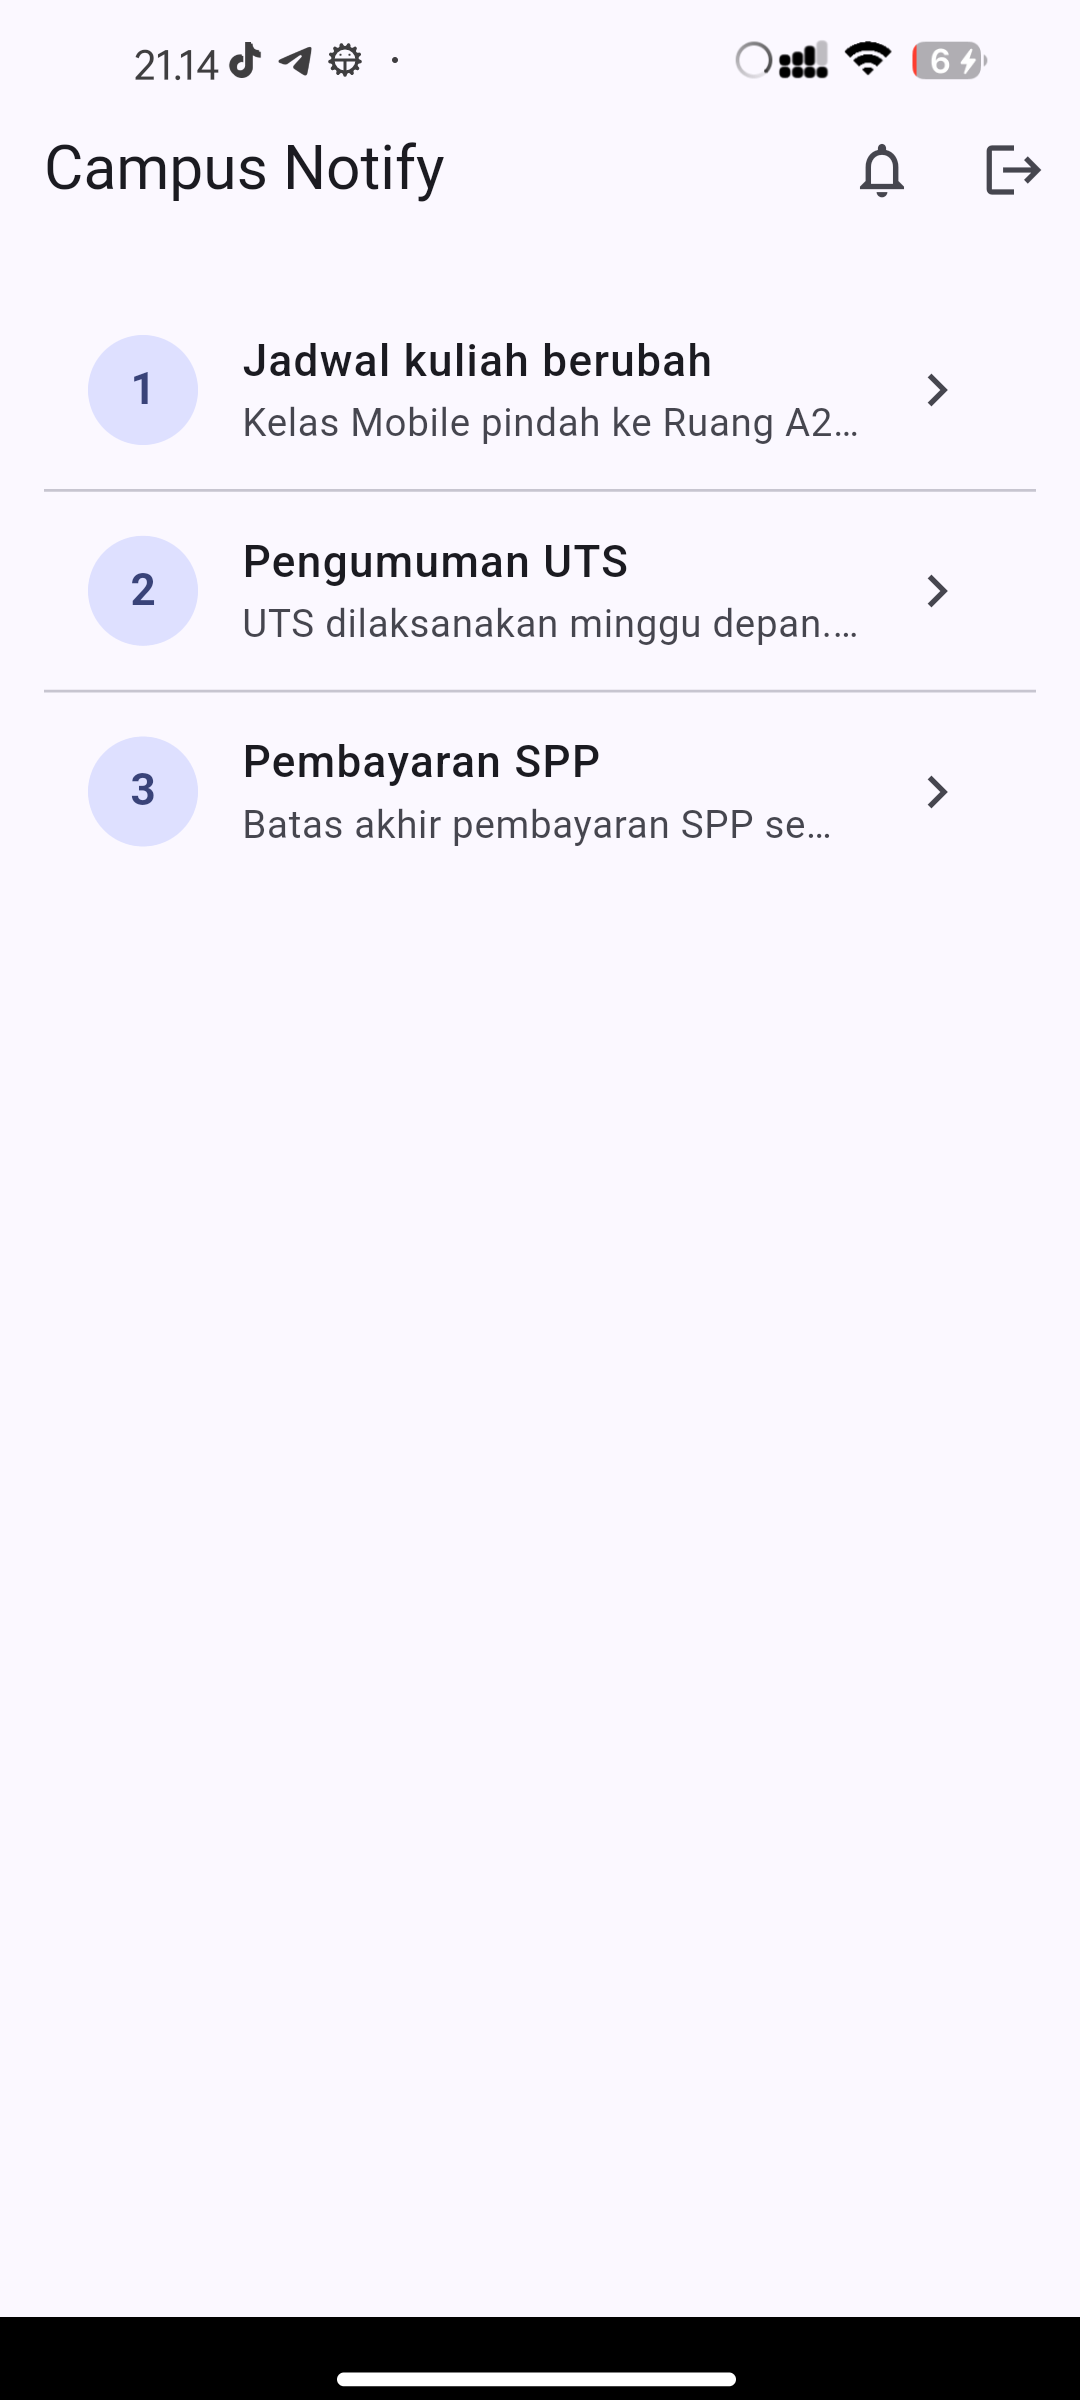 21.14
6
Campus Notify
1
Jadwal kuliah berubah
Kelas Mobile pindah ke Ruang A2...
2
Pengumuman UTS
UTS dilaksanakan minggu depan....
3
Pembayaran SPP
Batas akhir pembayaran SPP se...